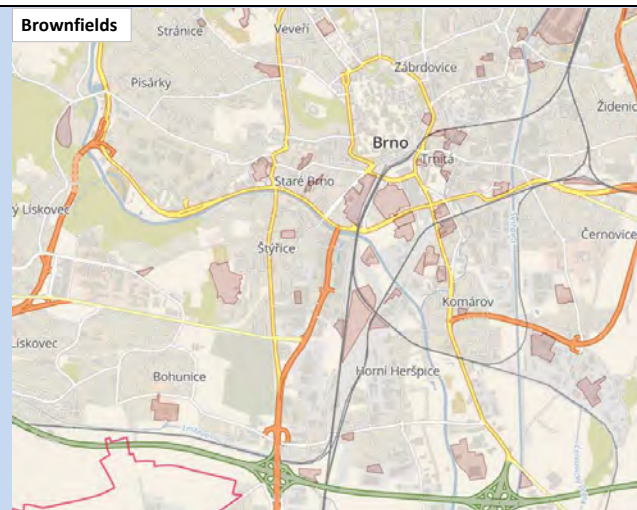 Brownfields
Stránice
Veveří
Zábrdovice
Pisárky
Židenic
Brno
Trnitá
Staré Brno
ý Lískovec
Štýřice
Černovice
Komárov
Lískovec
Bohunice
Horní Heršpice